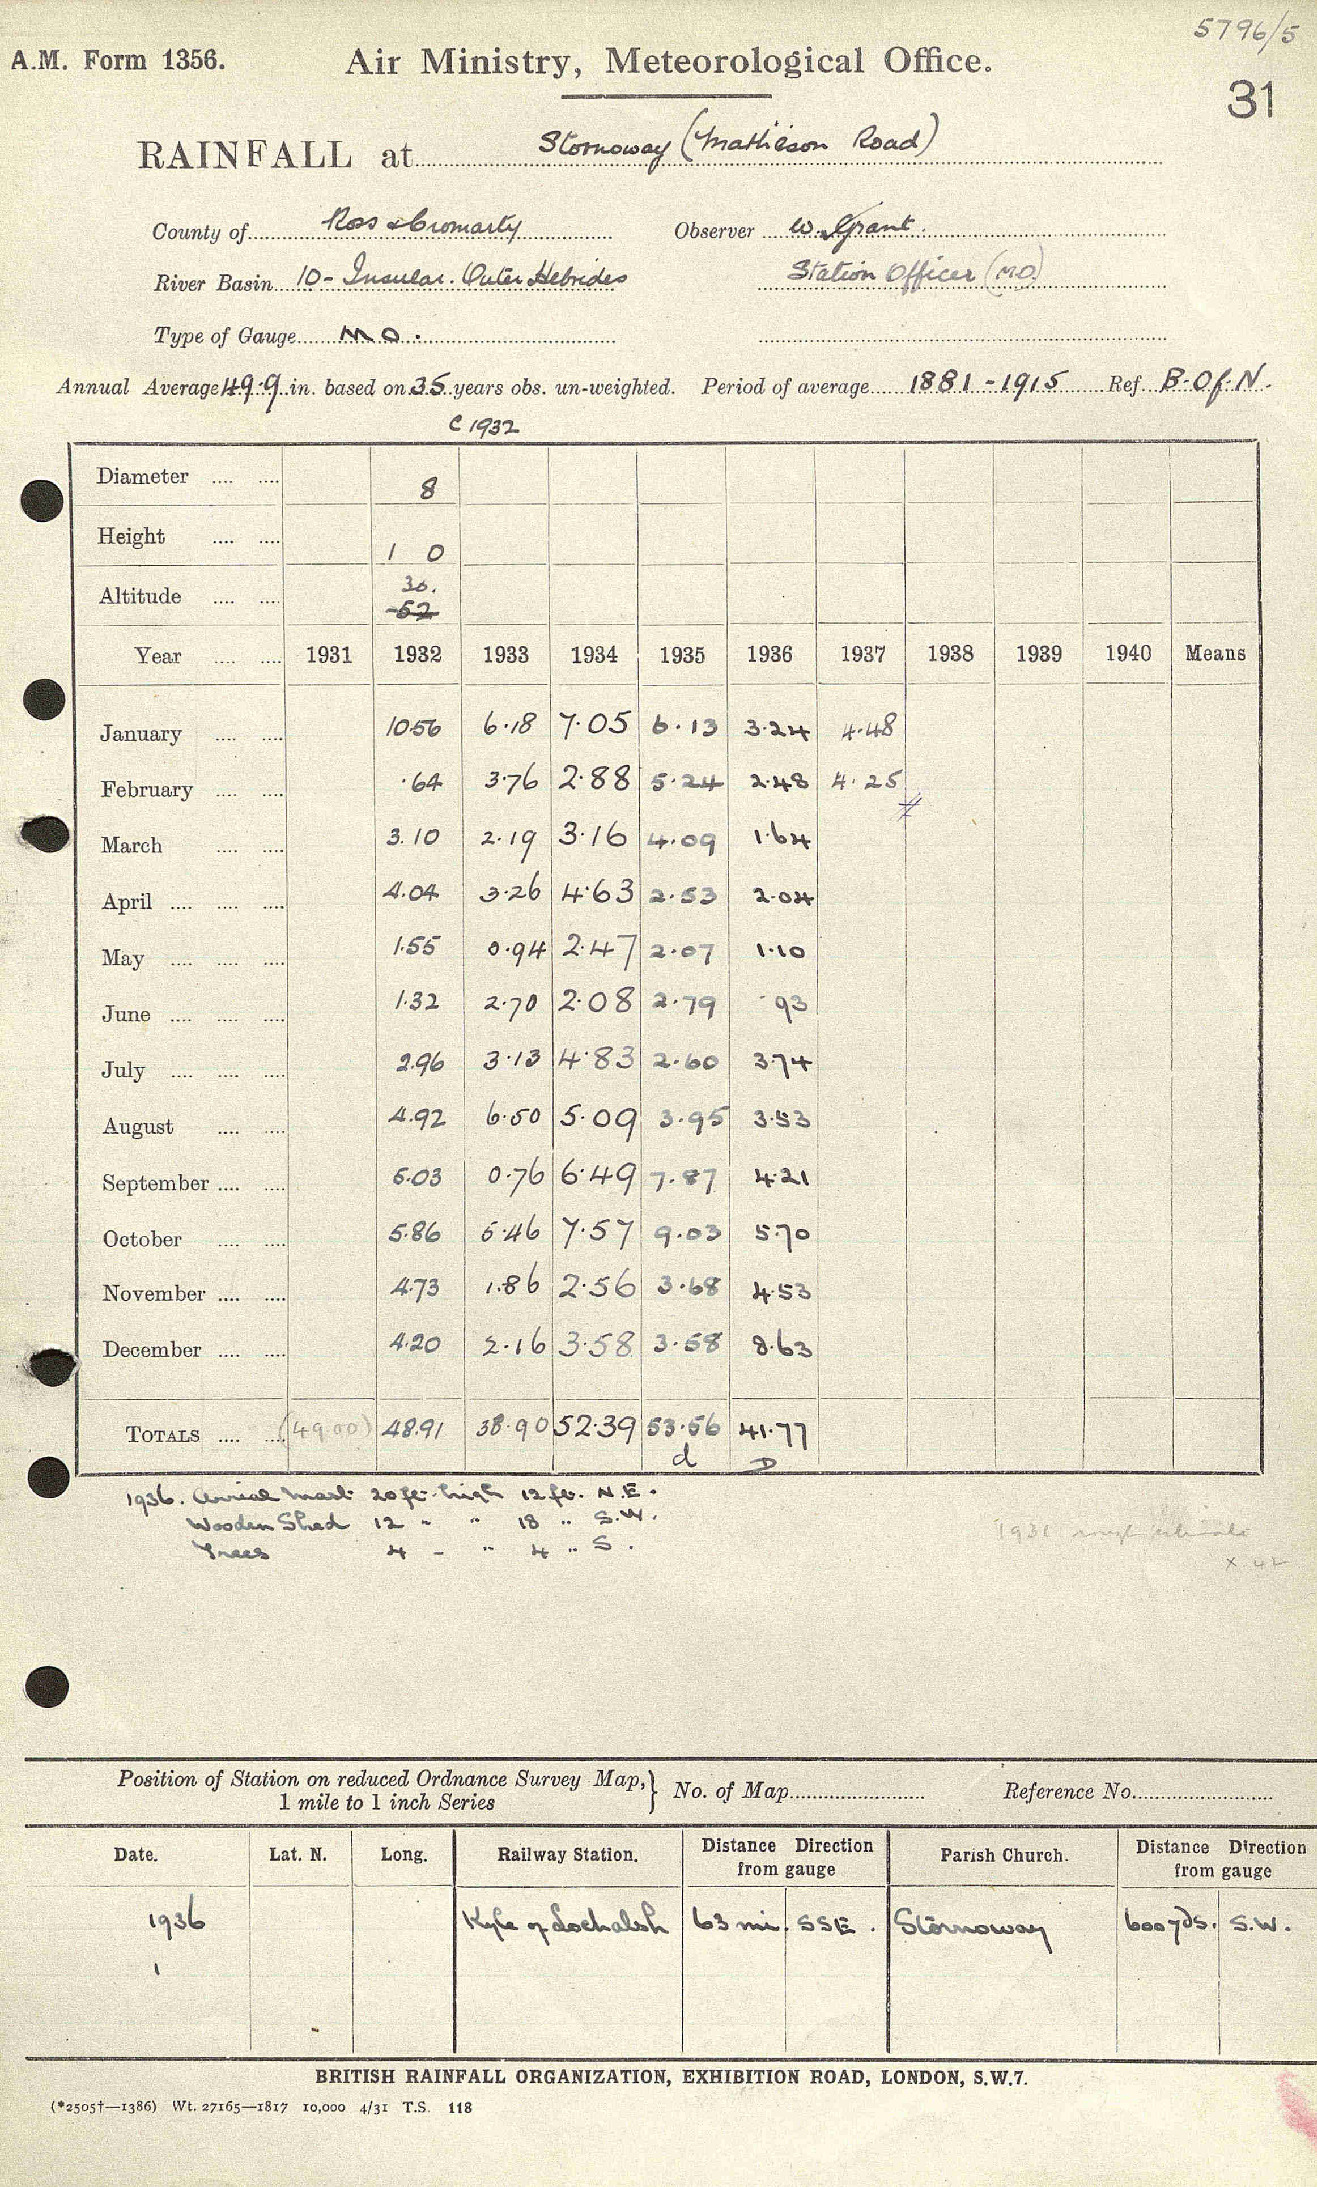 5796/5
A.M. Form 1356. Air Ministry, Meteorological Office.
31
RAINFALL at Stornoway (Mathieson Road)
County of Ross & Cromarty Observer W. Grant.
River Basin 10 - Insular. Outer Hebrides Station Officer (MO)
Type of Gauge M O .
Annual Average 49.9 in. based on 35 years obs. un-weighted. Period of average 1881 - 1915 Ref. B. Of. N.
c 1932
Diameter .... .... 8
Height .... .... 1 0
Altitude .... .... 30.
52
Year .... .... 1931 1932 1933 1934 1935 1936 1937 1938 1939 1940 Means
January .... .... 10.56 6.18 7.05 6.13 3.24 4.48
February .... .... .64 3.76 2.88 5.24 2.48 4.25
March .... .... 3.10 2.19 3.16 4.09 1.64
April .... .... .... 4.04 3.26 4.63 2.53 2.04
May .... .... .... 1.55 0.94 2.47 2.07 1.10
June .... .... .... 1.32 2.70 2.08 2.79 .93
July .... .... .... 2.96 3.13 4.83 2.60 3.74
August .... .... 4.92 6.50 5.09 3.95 3.53
September .... .... 5.03 0.76 6.49 7.87 4.21
October .... .... 5.86 5.46 7.57 9.03 5.70
November .... .... 4.73 1.86 2.56 3.68 4.53
December .... .... 4.20 2.16 3.58 3.58 8.63
TOTALS .... .... (49.00) 48.91 38.90 52.39 53.56 41.77
d D
1936. Aerial Mast 20 ft. high 12 ft. N.E.
Wooden Shed 12 " " 18 " S.W.
Trees 4 " " 4 " S.
1931 rough estimate
Position of Station on reduced Ordnance Survey Map, } No. of Map Reference No.
1 mile to 1 inch Series
Date. Lat. N. Long. Railway Station. Distance Direction from gauge Parish Church. Distance Direction from gauge
1936 Kyle of Lochalsh 63 mi. SSE. Stornoway 600 yds. S.W.
BRITISH RAINFALL ORGANIZATION, EXHIBITION ROAD, LONDON, S.W.7.
(*2505†—1386) Wt. 27165—1817 10,000 4/31 T.S. 118